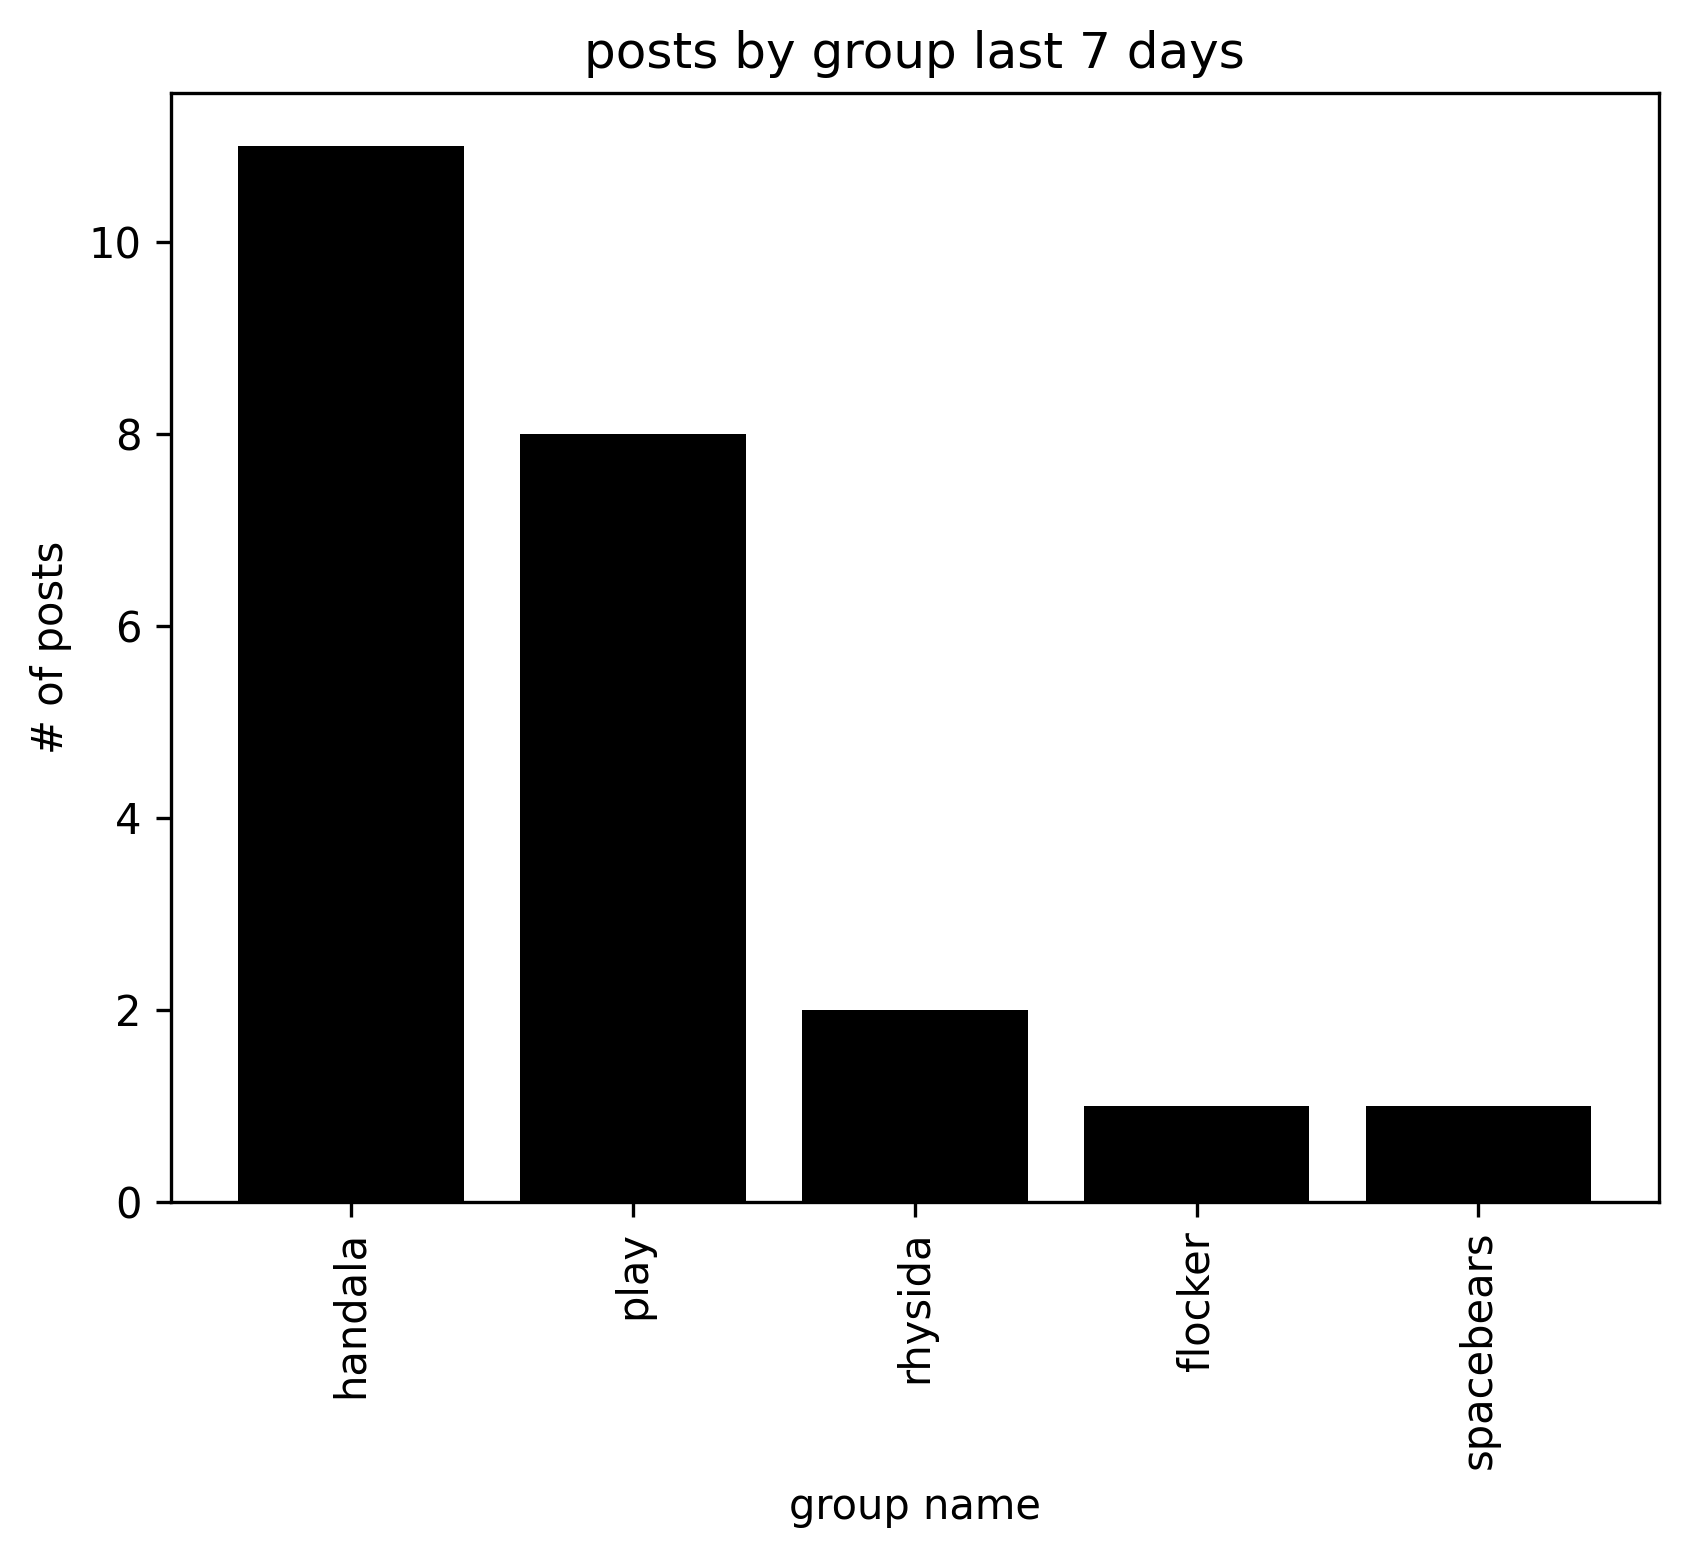 posts by group last 7 days
# of posts
10
8
6
4
2
0
handala
play
rhysida
flocker
spacebears
group name